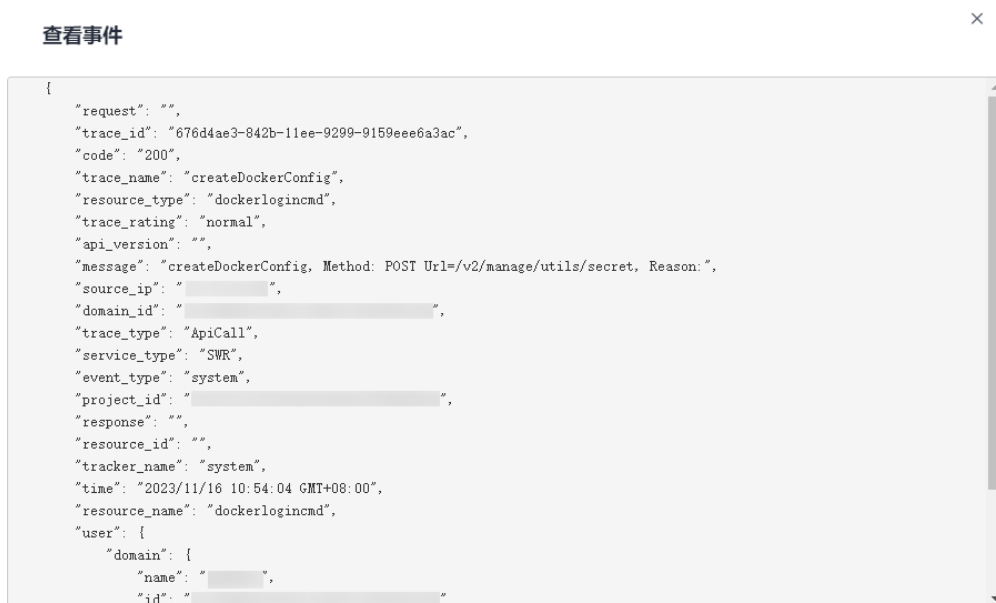 查看事件
{
"request": "",
"trace_id": "676d4ae3-842b-11ee-9299-9159eee6a3ac",
"code": "200",
"trace_name": "createDockerConfig",
"resource_type": "dockerlogincmd",
"trace_rating": "normal",
"api_version": "",
"message": "createDockerConfig, Method: POST Url=/v2/manage/utils/secret, Reason:",
"source_ip": "",
"domain_id": "",
"trace_type": "ApiCall",
"service_type": "SWR",
"event_type": "system",
"project_id": "",
"response": "",
"resource_id": "",
"tracker_name": "system",
"time": "2023/11/16 10:54:04 GMT+08:00",
"resource_name": "dockerlogincmd",
"user": {
"domain": {
"name": "",
"id": ""